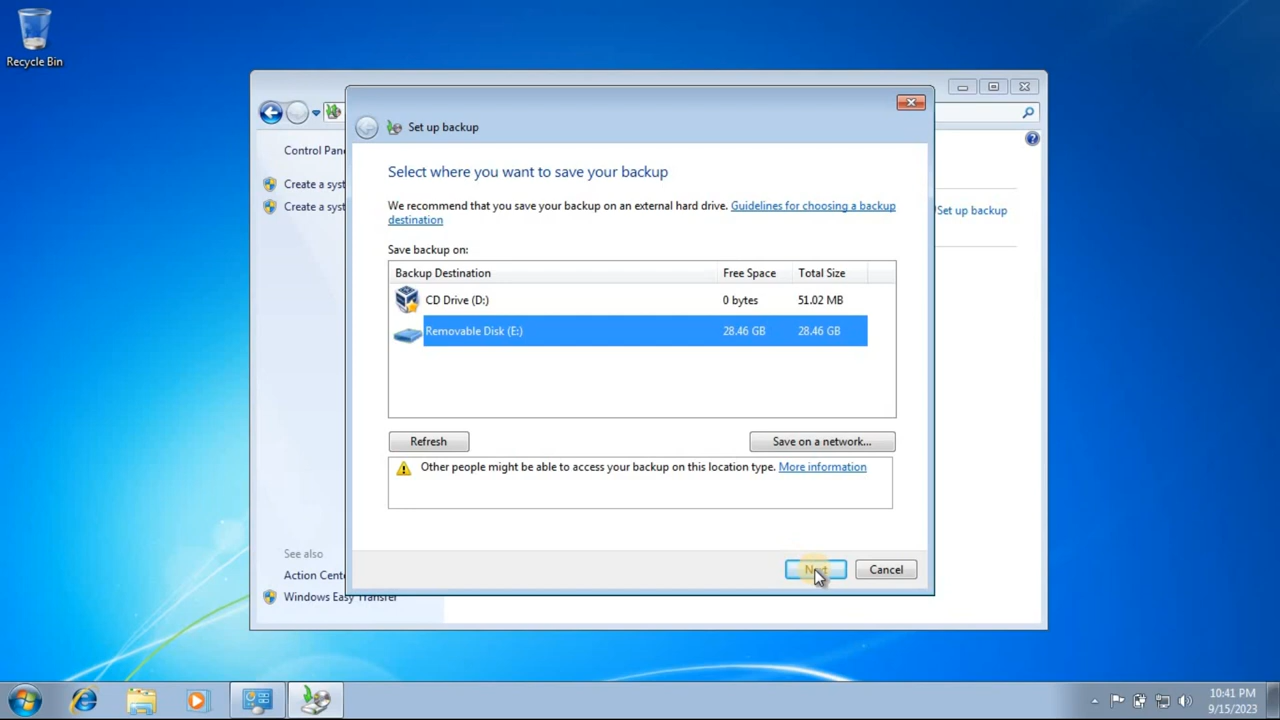 Recycle Bin
Set up backup
Control Pane
Create a syst
Create a syst
Set up backup
Select where you want to save your backup
We recommend that you save your backup on an external hard drive. Guidelines for choosing a backup
destination
Save backup on:
Backup Destination Free Space Total Size
CD Drive (D:) 0 bytes 51.02 MB
Removable Disk (E:) 28.46 GB 28.46 GB
Refresh Save on a network...
Other people might be able to access your backup on this location type. More information
See also
Action Cente
Windows Easy Transfer
Next Cancel
10:41 PM
9/15/2023